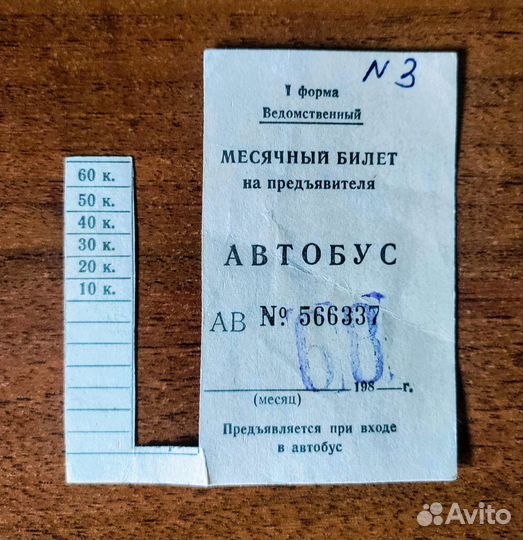 N 3
I форма
Ведомственный
МЕСЯЧНЫЙ БИЛЕТ
на предъявителя
АВТОБУС
АВ № 566337
198 г.
(месяц)
Предъявляется при входе
в автобус
60 к.
50 к.
40 к.
30 к.
20 к.
10 к.
Avito